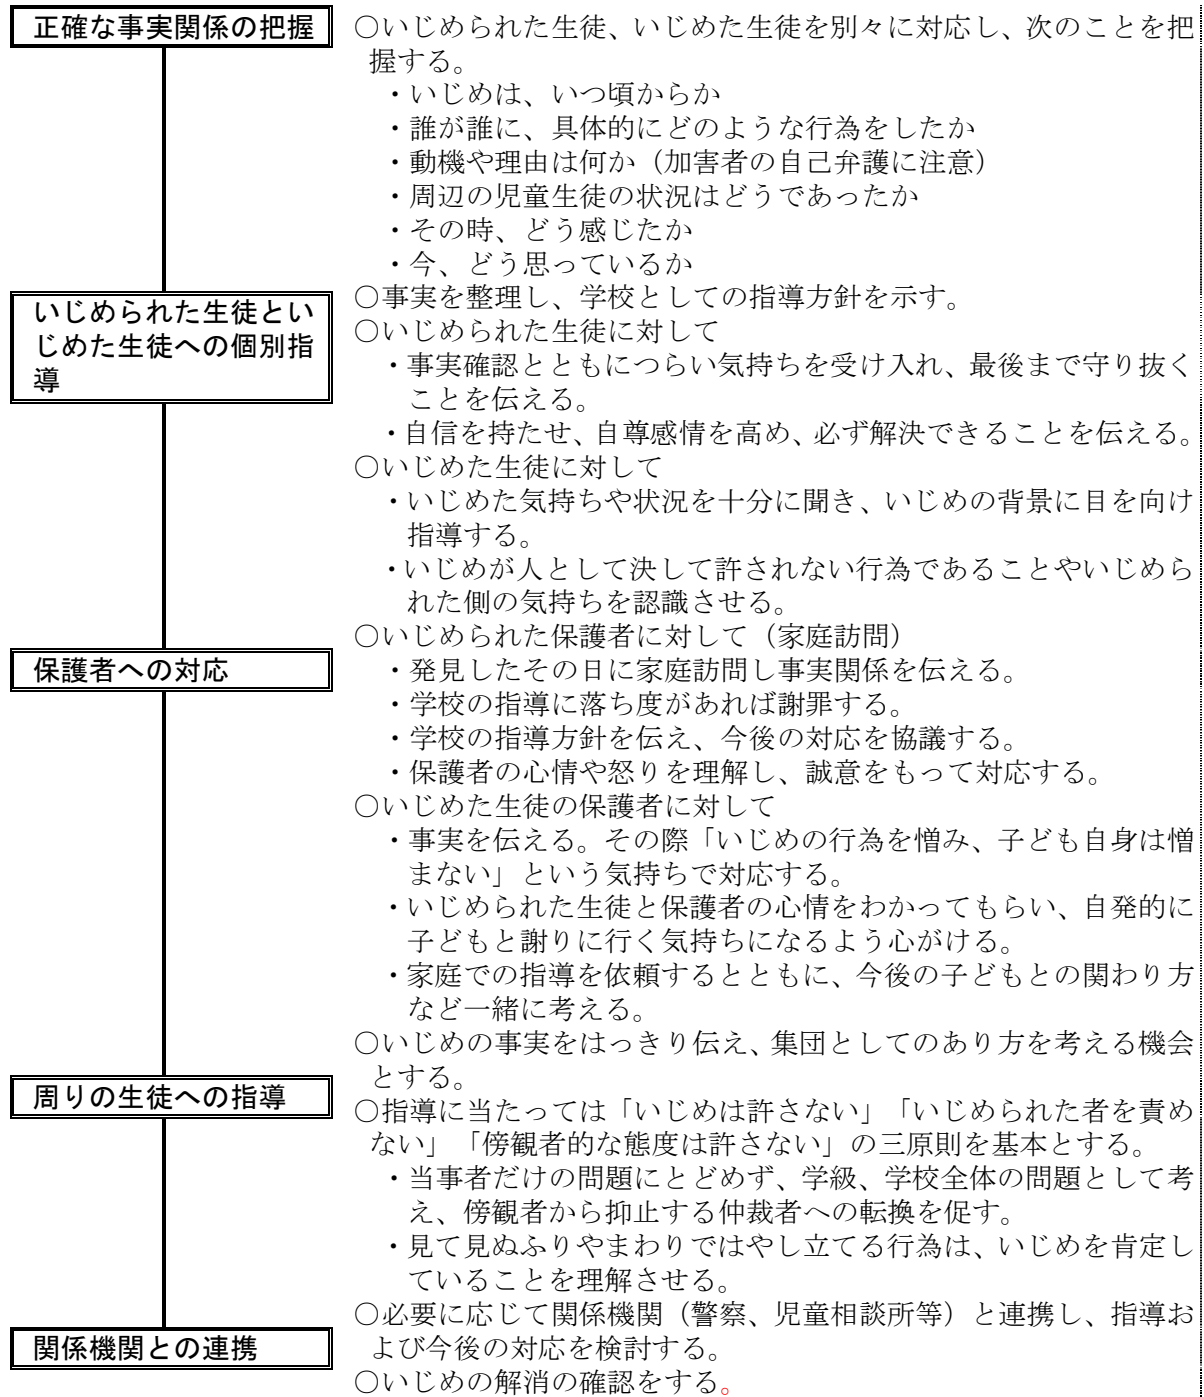 正確な事実関係の把握
〇いじめられた生徒、いじめた生徒を別々に対応し、次のことを把
握する。
・いじめは、いつ頃からか
・誰が誰に、具体的にどのような行為をしたか
・動機や理由は何か（加害者の自己弁護に注意）
・周辺の児童生徒の状況はどうであったか
・その時、どう感じたか
・今、どう思っているか
いじめられた生徒とい
じめた生徒への個別指
導
〇事実を整理し、学校としての指導方針を示す。
〇いじめられた生徒に対して
・事実確認とともにつらい気持ちを受け入れ、最後まで守り抜く
ことを伝える。
・自信を持たせ、自尊感情を高め、必ず解決できることを伝える。
〇いじめた生徒に対して
・いじめた気持ちや状況を十分に聞き、いじめの背景に目を向け
指導する。
・いじめが人として決して許されない行為であることやいじめら
れた側の気持ちを認識させる。
〇いじめられた保護者に対して（家庭訪問）
保護者への対応
・発見したその日に家庭訪問し事実関係を伝える。
・学校の指導に落ち度があれば謝罪する。
・学校の指導方針を伝え、今後の対応を協議する。
・保護者の心情や怒りを理解し、誠意をもって対応する。
〇いじめた生徒の保護者に対して
・事実を伝える。その際「いじめの行為を憎み、子ども自身は憎
まない」という気持ちで対応する。
・いじめられた生徒と保護者の心情をわかってもらい、自発的に
子どもと謝りに行く気持ちになるよう心がける。
・家庭での指導を依頼するとともに、今後の子どもとの関わり方
など一緒に考える。
〇いじめの事実をはっきり伝え、集団としてのあり方を考える機会
とする。
周りの生徒への指導
〇指導に当たっては「いじめは許さない」「いじめられた者を責め
ない」「傍観者的な態度は許さない」の三原則を基本とする。
・当事者だけの問題にとどめず、学級、学校全体の問題として考
え、傍観者から抑止する仲裁者への転換を促す。
・見て見ぬふりやまわりではやし立てる行為は、いじめを肯定し
ていることを理解させる。
〇必要に応じて関係機関（警察、児童相談所等）と連携し、指導お
よび今後の対応を検討する。
関係機関との連携
〇いじめの解消の確認をする。